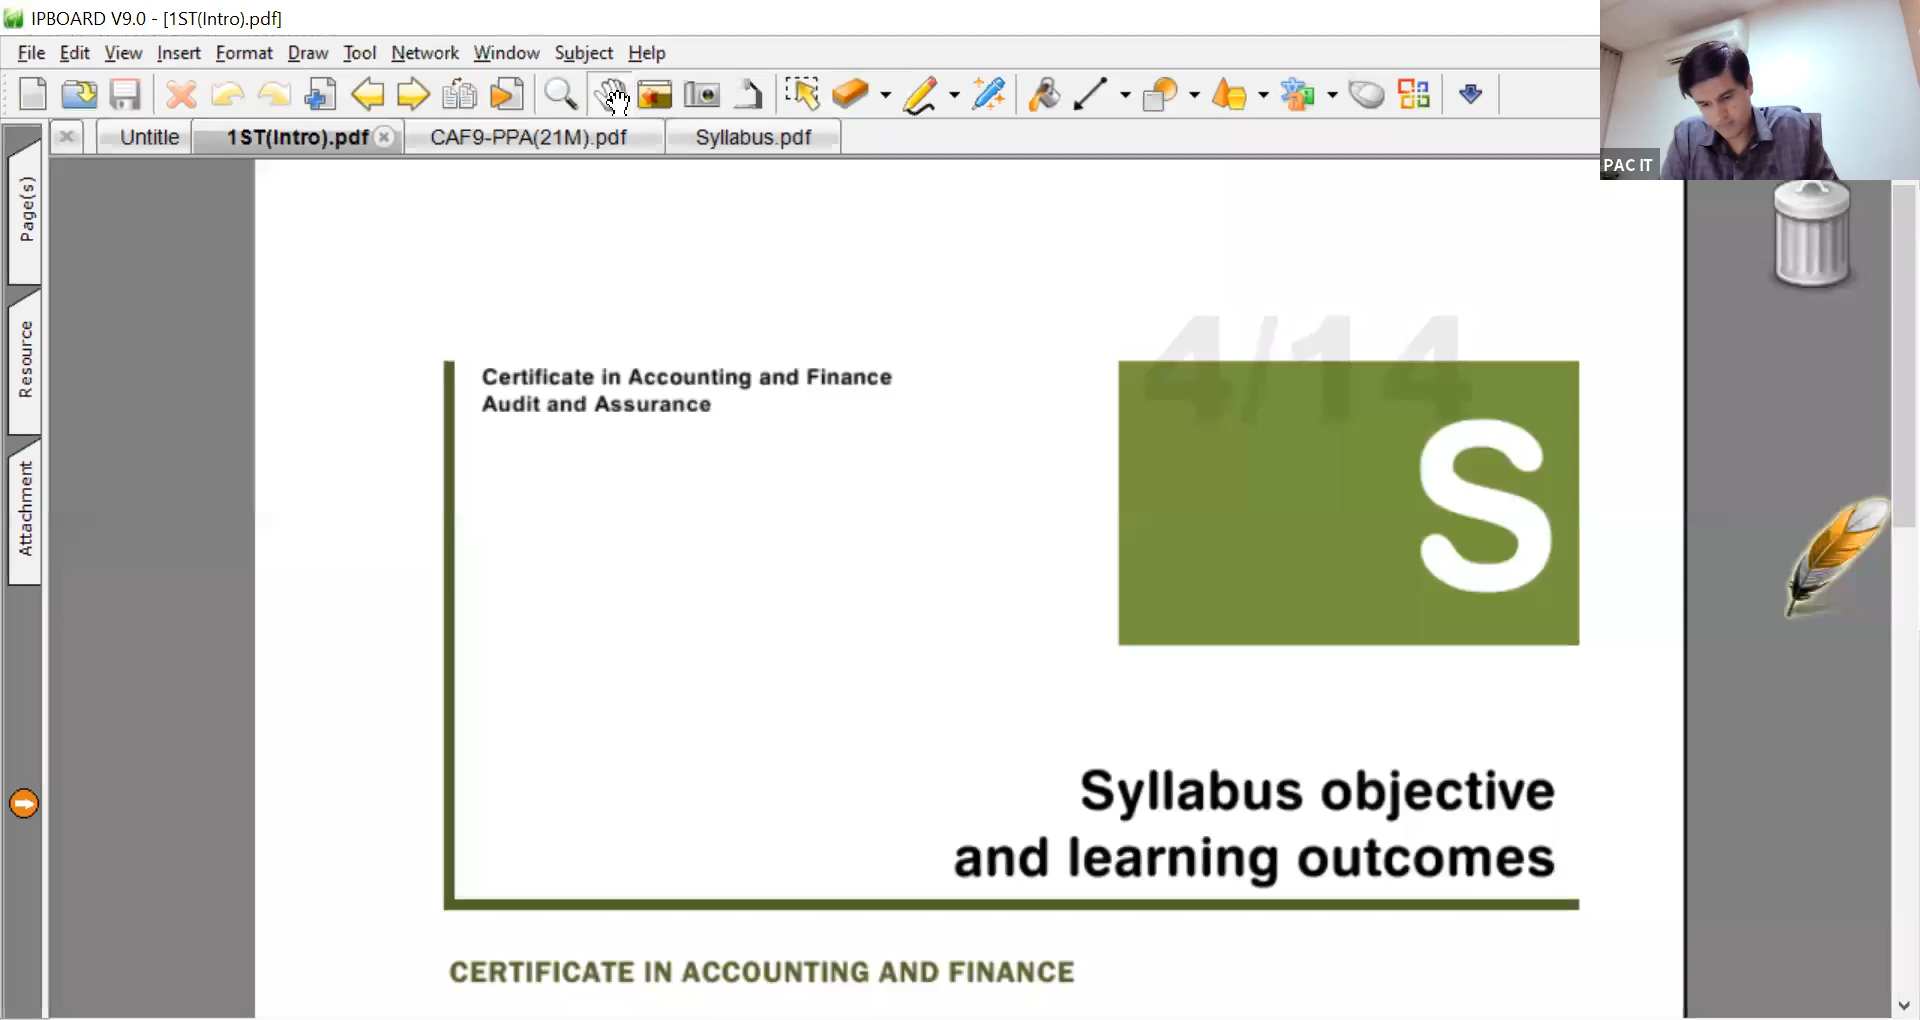 IPBOARD V9.0 - [1ST(Intro).pdf]
File Edit View Insert Format Draw Tool Network Window Subject Help
Untitle 1ST(Intro).pdf CAF9-PPA(21M).pdf Syllabus.pdf
PAC IT
Page(s)
Resource
Attachment
4/14
Certificate in Accounting and Finance
Audit and Assurance
S
Syllabus objective
and learning outcomes
CERTIFICATE IN ACCOUNTING AND FINANCE